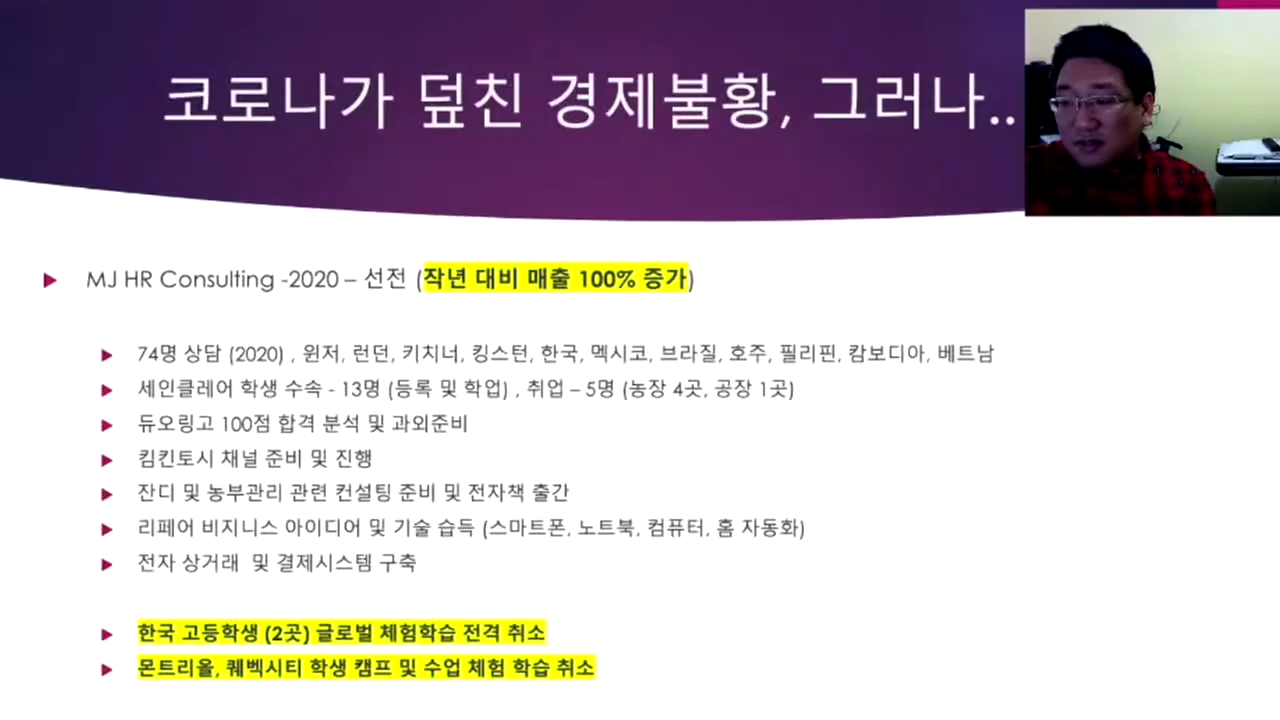 코로나가 덮친 경제불황, 그러나..
MJ HR Consulting -2020 – 선전 (작년 대비 매출 100% 증가)
74명 상담 (2020) , 윈저, 런던, 키치너, 킹스턴, 한국, 멕시코, 브라질, 호주, 필리핀, 캄보디아, 베트남
세인클레어 학생 수속 - 13명 (등록 및 학업) , 취업 – 5명 (농장 4곳, 공장 1곳)
듀오링고 100점 합격 분석 및 과외준비
킴킨토시 채널 준비 및 진행
잔디 및 농부관리 관련 컨설팅 준비 및 전자책 출간
리페어 비지니스 아이디어 및 기술 습득 (스마트폰, 노트북, 컴퓨터, 홈 자동화)
전자 상거래 및 결제시스템 구축
한국 고등학생 (2곳) 글로벌 체험학습 전격 취소
몬트리올, 퀘벡시티 학생 캠프 및 수업 체험 학습 취소